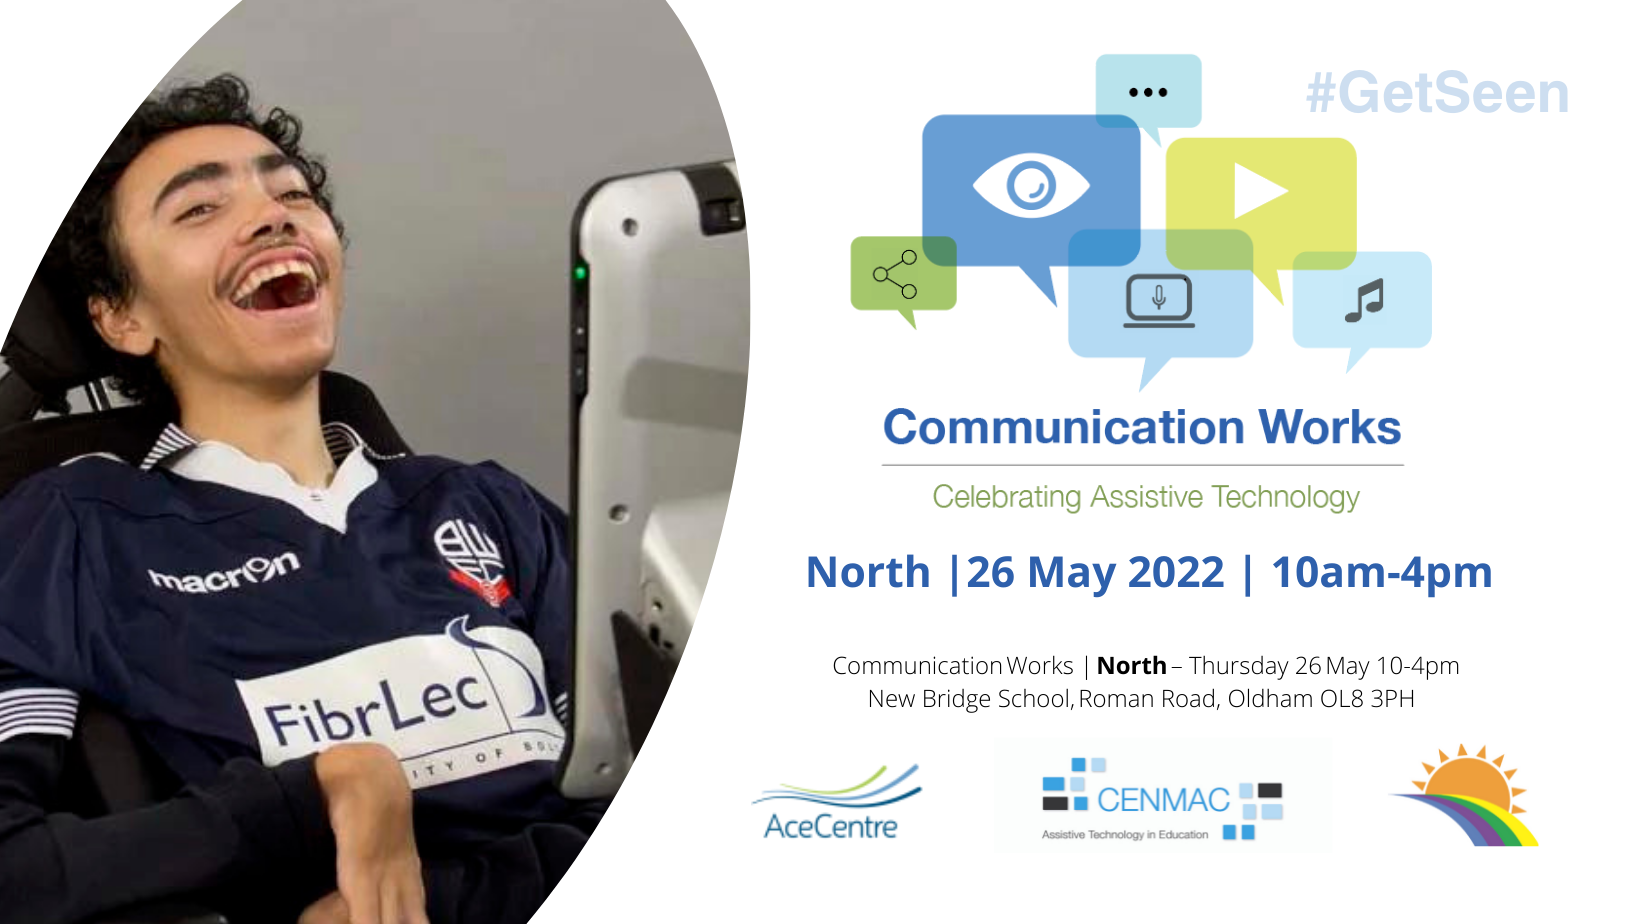 #GetSeen
Communication Works
Celebrating Assistive Technology
North |26 May 2022 | 10am-4pm
Communication Works | North – Thursday 26 May 10-4pm
New Bridge School, Roman Road, Oldham OL8 3PH
AceCentre
CENMAC
Assistive Technology in Education
macron
FibrLec